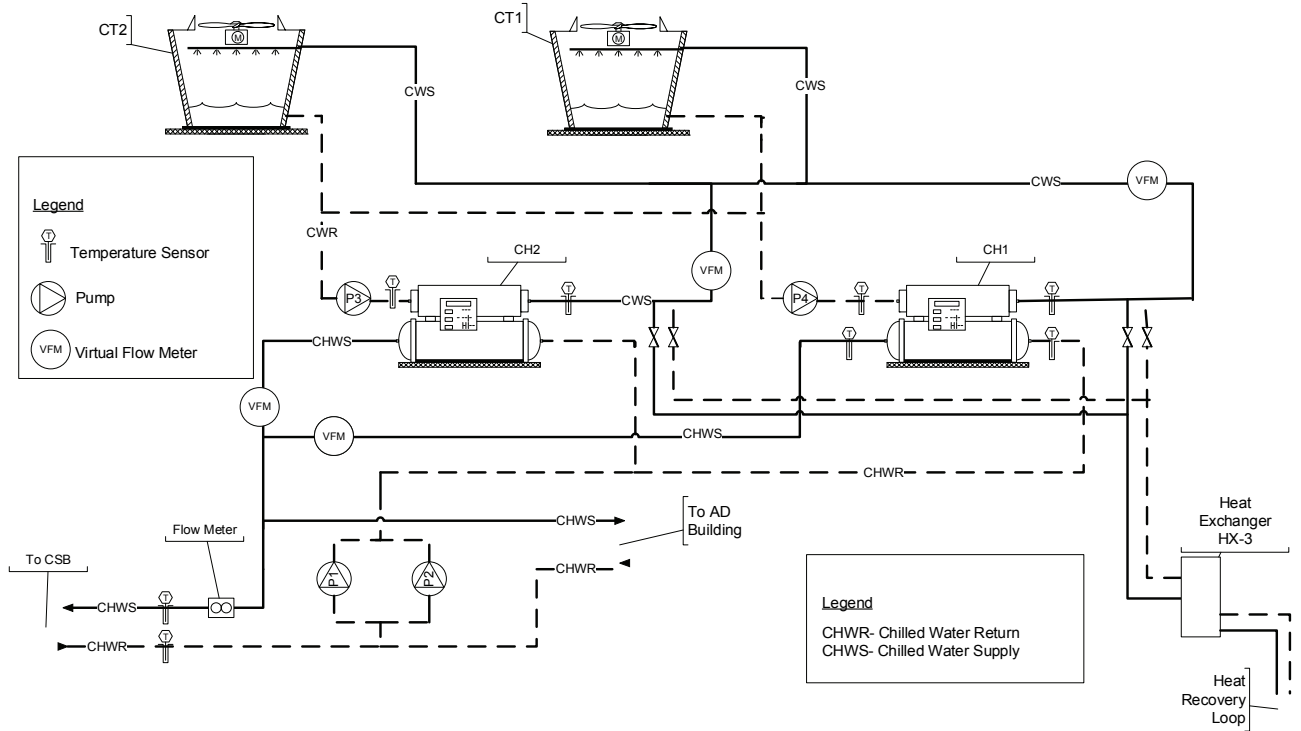 CT2
M
CT1
M
CWS
CWS
CWS
VFM
Legend
Temperature Sensor
T
Pump
VFM
Virtual Flow Meter
CWR
P3
T
CH2
T
CWS
VFM
P4
T
CH1
T
T
T
CHWS
VFM
VFM
CHWS
CHWR
Flow Meter
CHWS
To AD
Building
P1
P2
CHWR
To CSB
CHWS
T
CHWR
T
Legend
CHWR- Chilled Water Return
CHWS- Chilled Water Supply
Heat
Exchanger
HX-3
Heat
Recovery
Loop